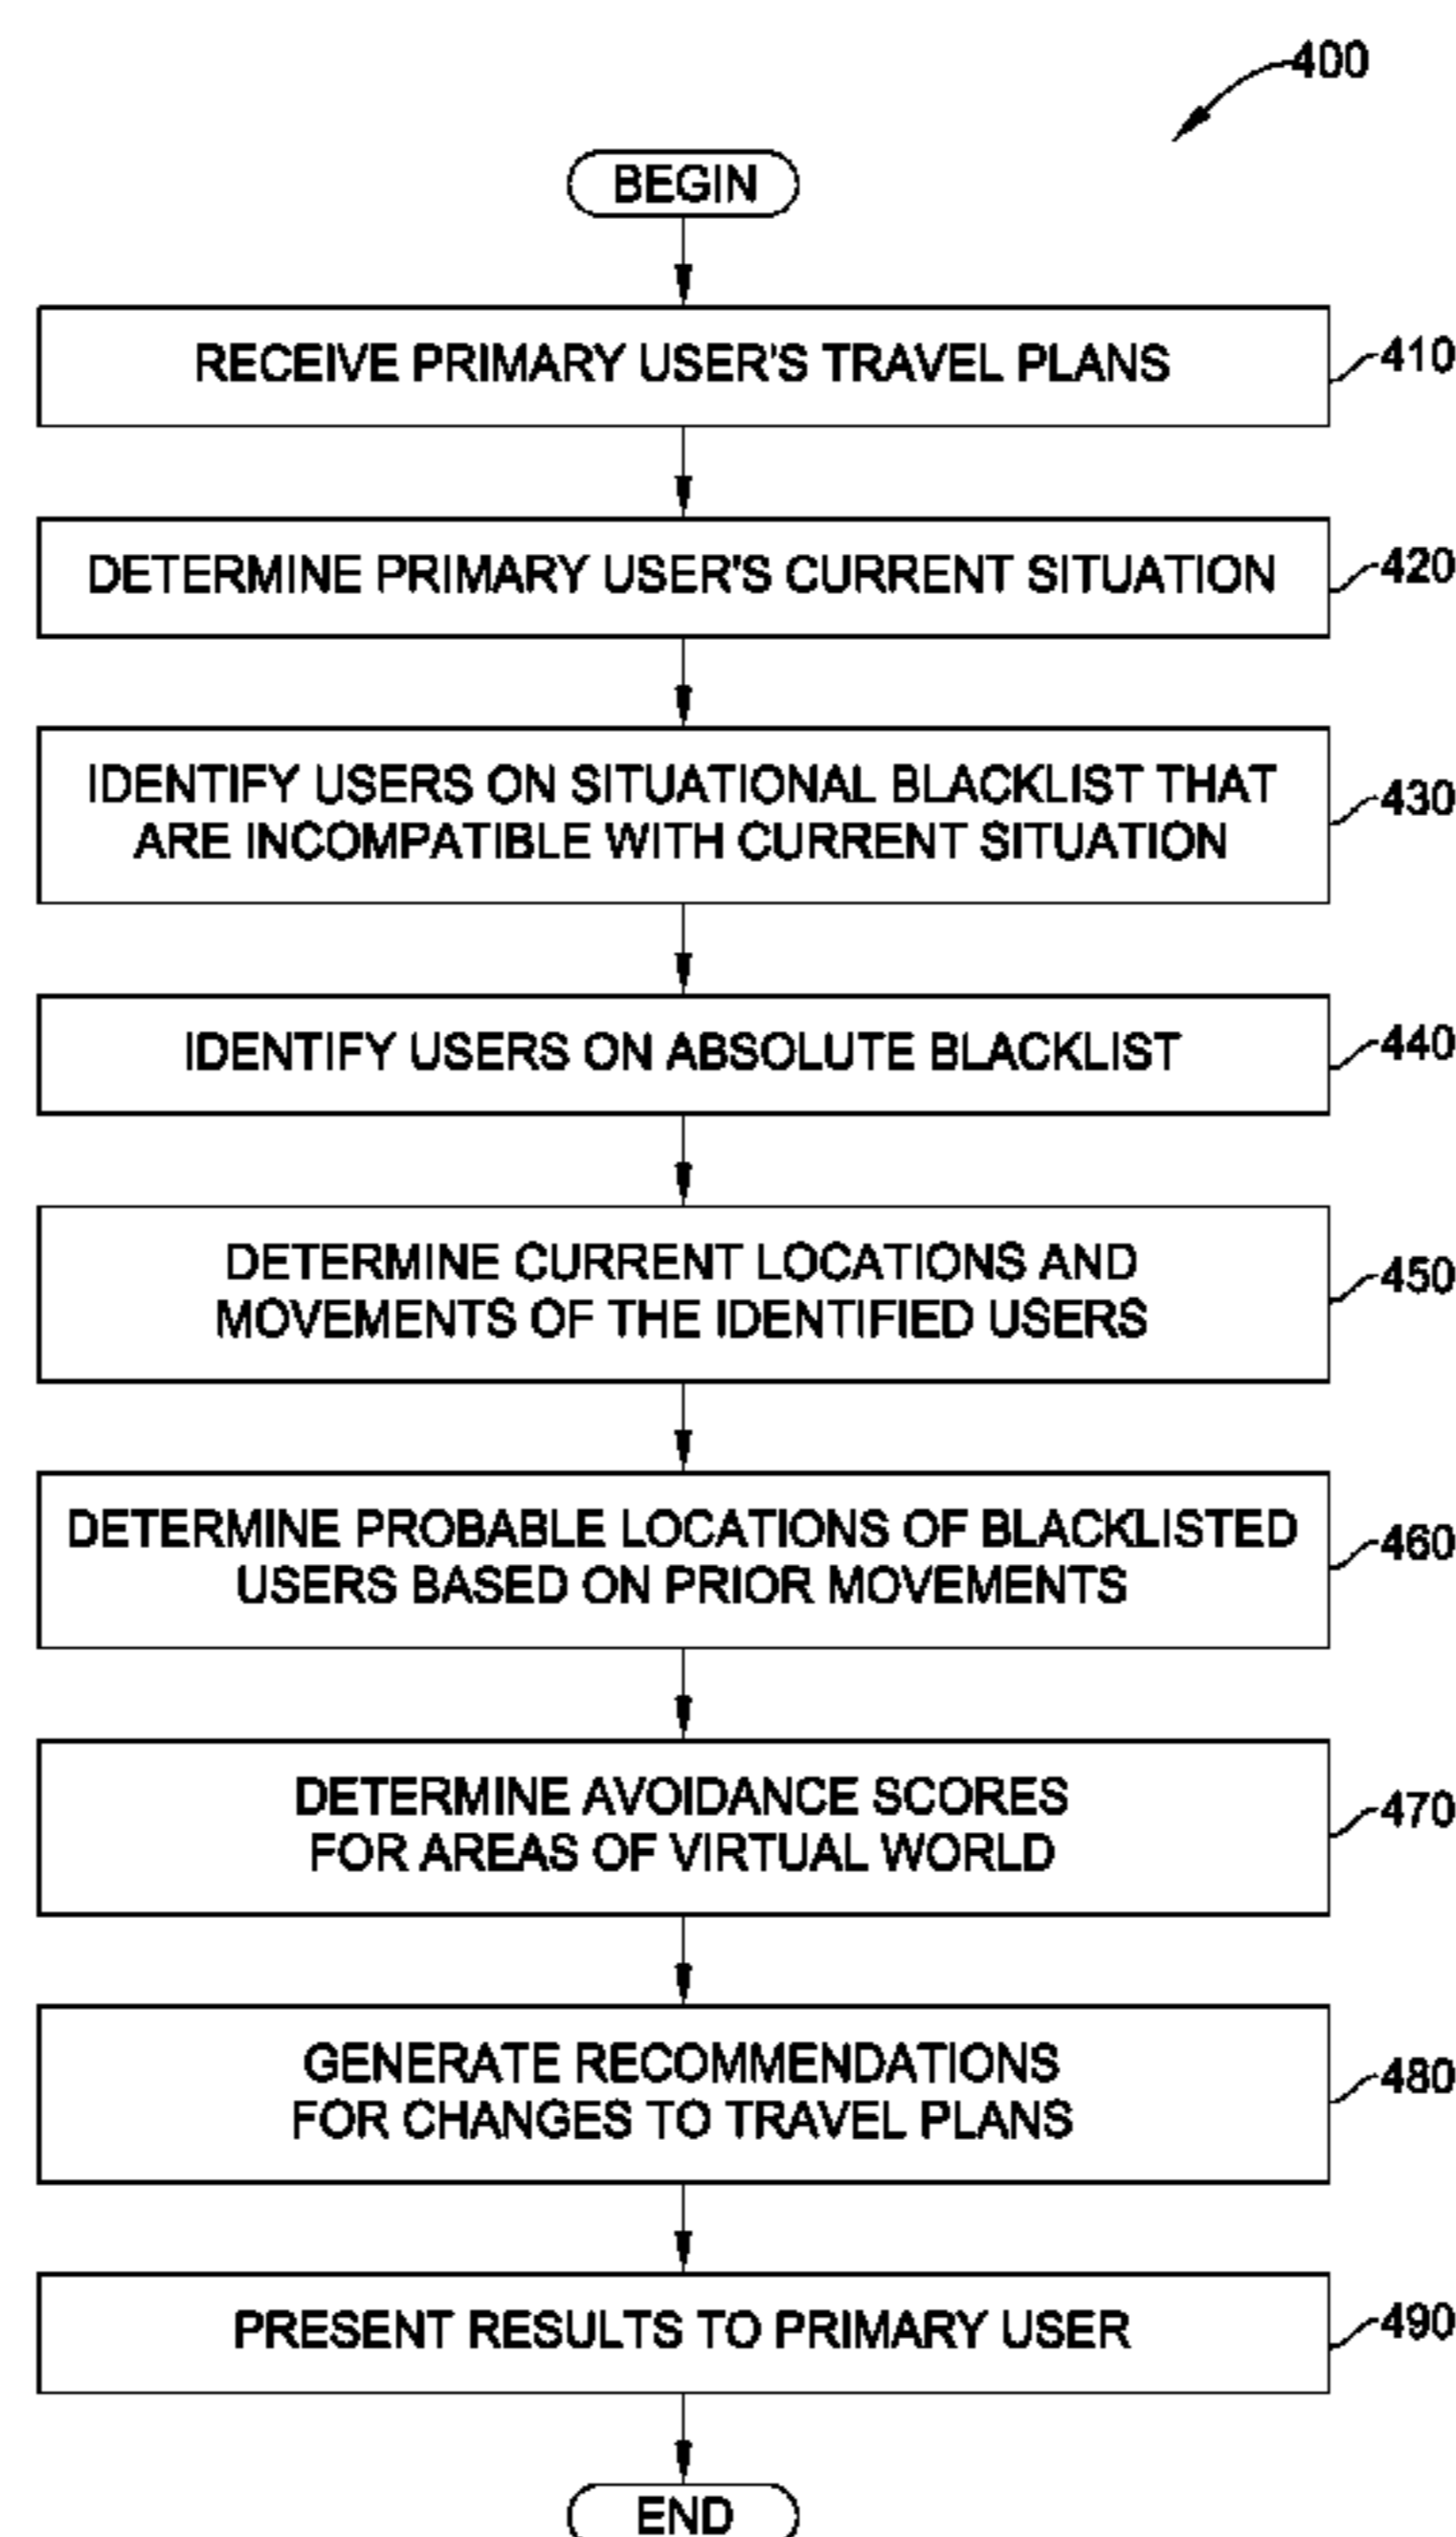 400
BEGIN
RECEIVE PRIMARY USER'S TRAVEL PLANS
410
DETERMINE PRIMARY USER'S CURRENT SITUATION
420
IDENTIFY USERS ON SITUATIONAL BLACKLIST THAT
ARE INCOMPATIBLE WITH CURRENT SITUATION
430
IDENTIFY USERS ON ABSOLUTE BLACKLIST
440
DETERMINE CURRENT LOCATIONS AND
MOVEMENTS OF THE IDENTIFIED USERS
450
DETERMINE PROBABLE LOCATIONS OF BLACKLISTED
USERS BASED ON PRIOR MOVEMENTS
460
DETERMINE AVOIDANCE SCORES
FOR AREAS OF VIRTUAL WORLD
470
GENERATE RECOMMENDATIONS
FOR CHANGES TO TRAVEL PLANS
480
PRESENT RESULTS TO PRIMARY USER
490
END